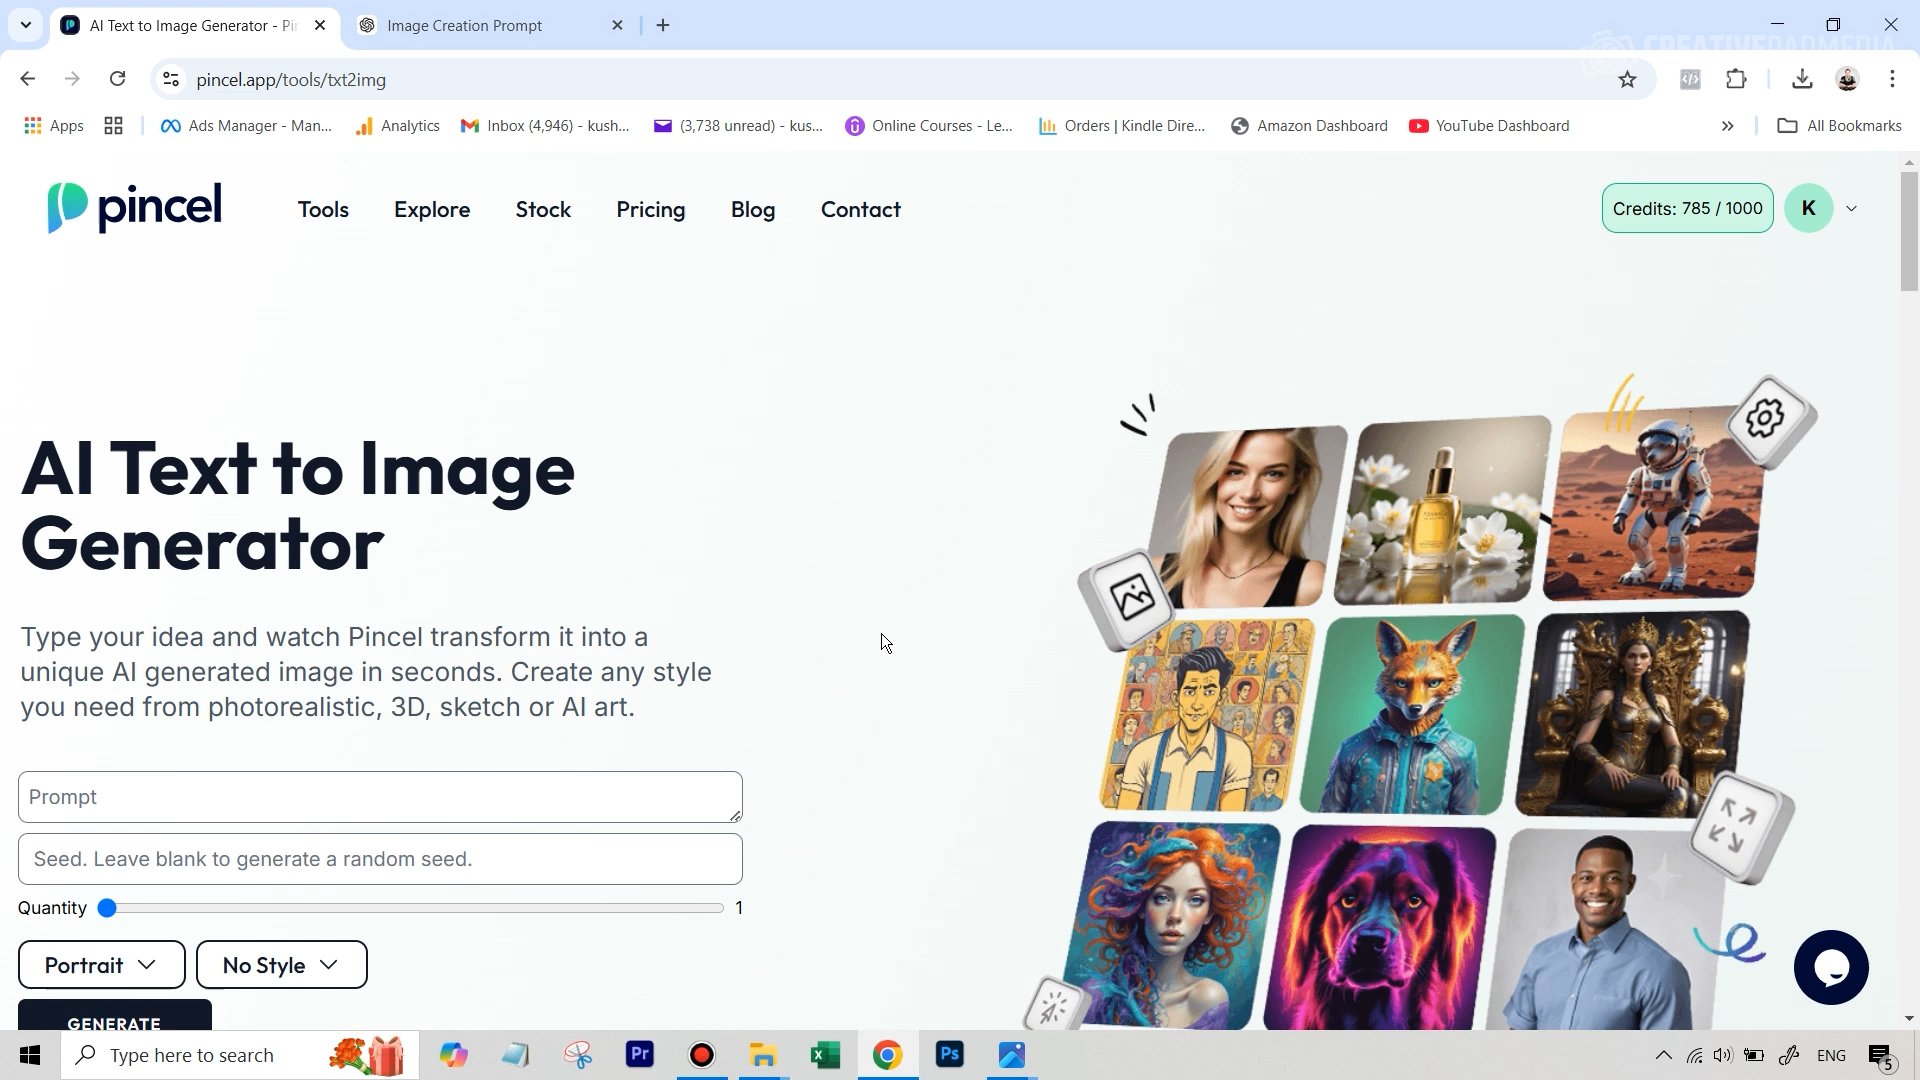 AI Text to Image Generator - Pin
Image Creation Prompt
CREATIVEDADMEDIA
pincel.app/tools/txt2img
Apps
Ads Manager - Man...
Analytics
Inbox (4,946) - kush...
(3,738 unread) - kus...
Online Courses - Le...
Orders | Kindle Dire...
Amazon Dashboard
YouTube Dashboard
All Bookmarks
pincel
Tools
Explore
Stock
Pricing
Blog
Contact
Credits: 785 / 1000
K
AI Text to Image
Generator
Type your idea and watch Pincel transform it into a
unique AI generated image in seconds. Create any style
you need from photorealistic, 3D, sketch or AI art.
Prompt
Seed. Leave blank to generate a random seed.
Quantity
1
Portrait
No Style
GENERATE
Type here to search
Pr
Ps
ENG
5